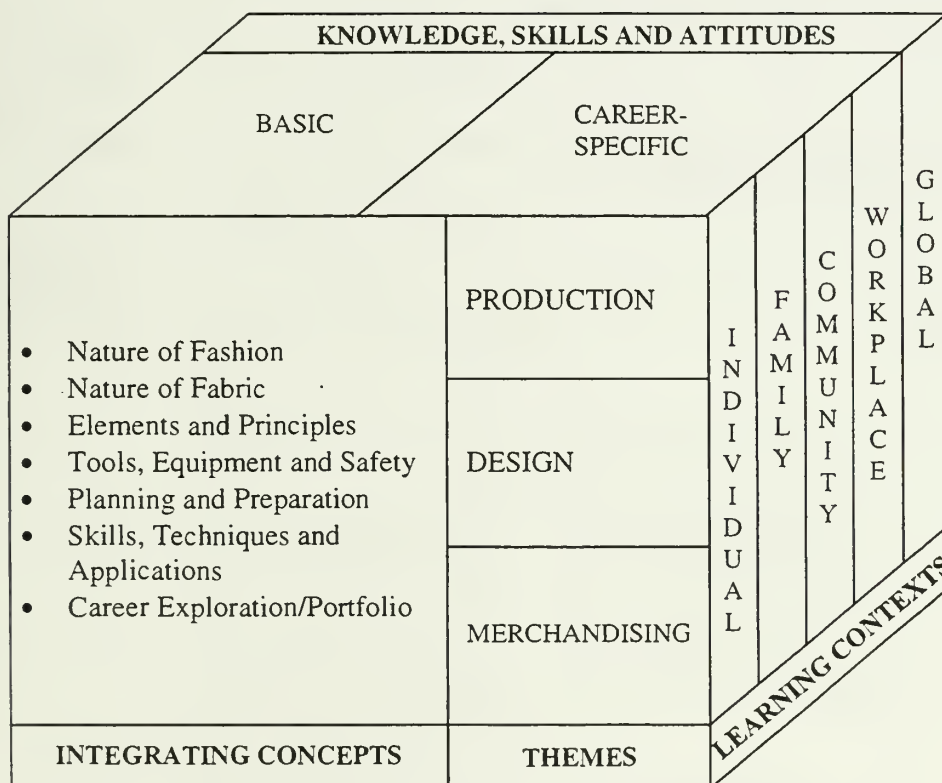 KNOWLEDGE, SKILLS AND ATTITUDES
BASIC
CAREER-
SPECIFIC
• Nature of Fashion
• Nature of Fabric
• Elements and Principles
• Tools, Equipment and Safety
• Planning and Preparation
• Skills, Techniques and
Applications
• Career Exploration/Portfolio
PRODUCTION
DESIGN
MERCHANDISING
INDIVIDUAL
FAMILY
COMMUNITY
WORKPLACE
GLOBAL
INTEGRATING CONCEPTS
THEMES
LEARNING CONTEXTS